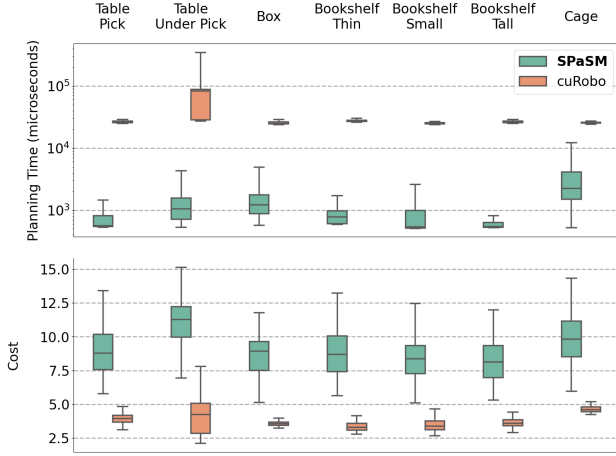 Table
Pick
Table
Under Pick
Box
Bookshelf
Thin
Bookshelf
Small
Bookshelf
Tall
Cage
Planning Time (microseconds)
10^5
10^4
10^3
SPaSM
cuRobo
Cost
15.0
12.5
10.0
7.5
5.0
2.5